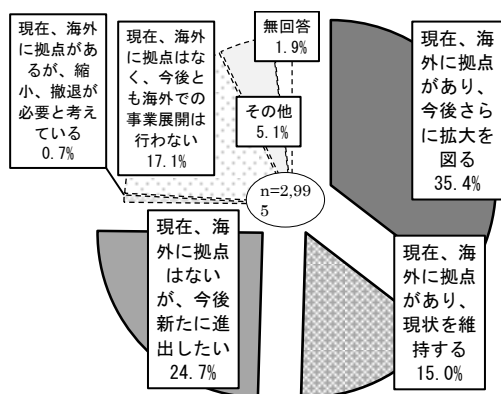 現在、海
外に拠点
があり、
今後さら
に拡大を
図る
35.4%
現在、海
外に拠点
があり、
現状を維
持する
15.0%
現在、海
外に拠点
はない
が、今後
新たに進
出したい
24.7%
現在、海外
に拠点があ
るが、縮
小、撤退が
必要と考え
ている
0.7%
現在、海外
に拠点はな
く、今後と
も海外での
事業展開は
行わない
17.1%
その他
5.1%
無回答
1.9%
n=2,99
5